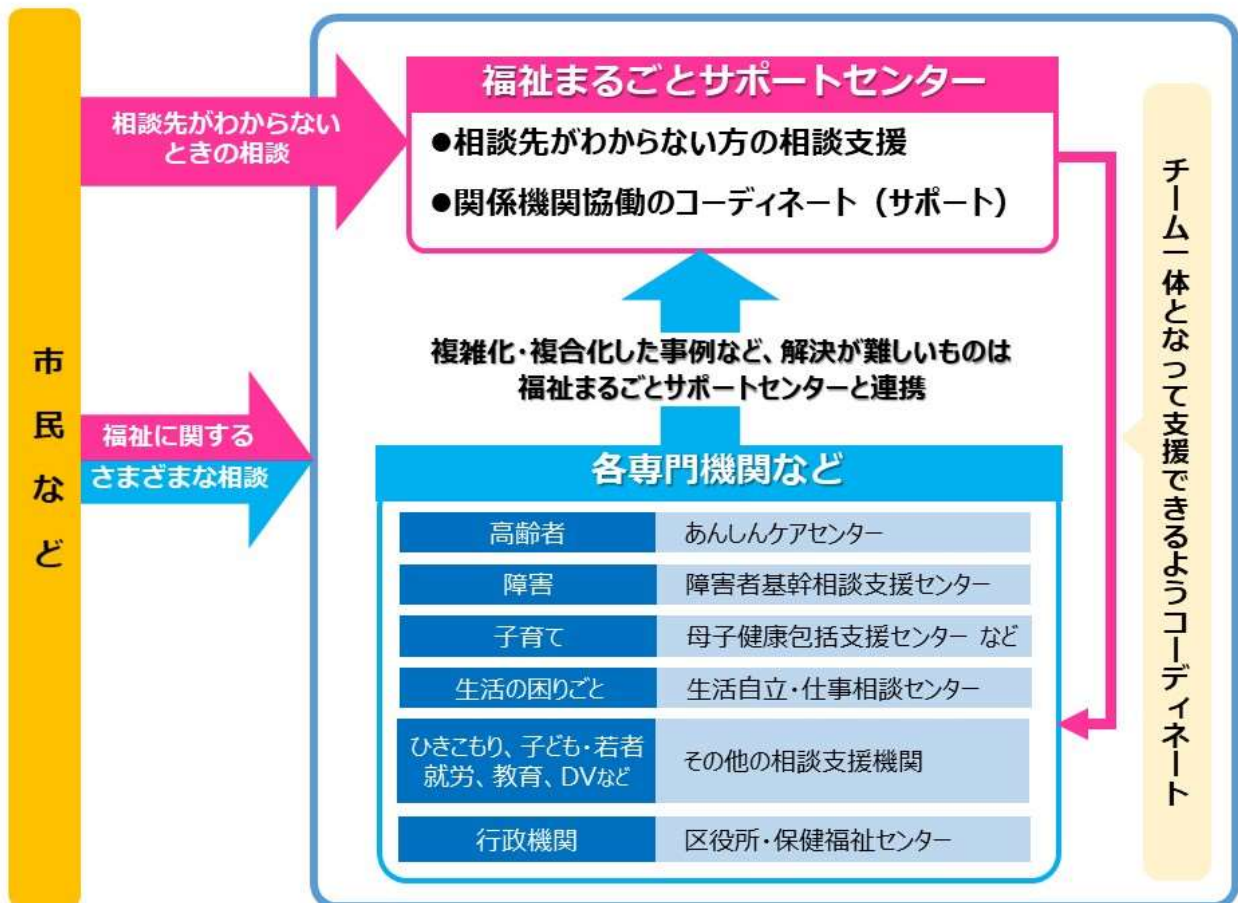 市民など
相談先がわからない
ときの相談
福祉に関する
さまざまな相談
福祉まるごとサポートセンター
●相談先がわからない方の相談支援
●関係機関協働のコーディネート（サポート）
複雑化・複合化した事例など、解決が難しいものは
福祉まるごとサポートセンターと連携
各専門機関など
高齢者 あんしんケアセンター
障害 障害者基幹相談支援センター
子育て 母子健康包括支援センター など
生活の困りごと 生活自立・仕事相談センター
ひきこもり、子ども・若者
就労、教育、DVなど
その他の相談支援機関
行政機関 区役所・保健福祉センター
チーム一体となって支援できるようコーディネート